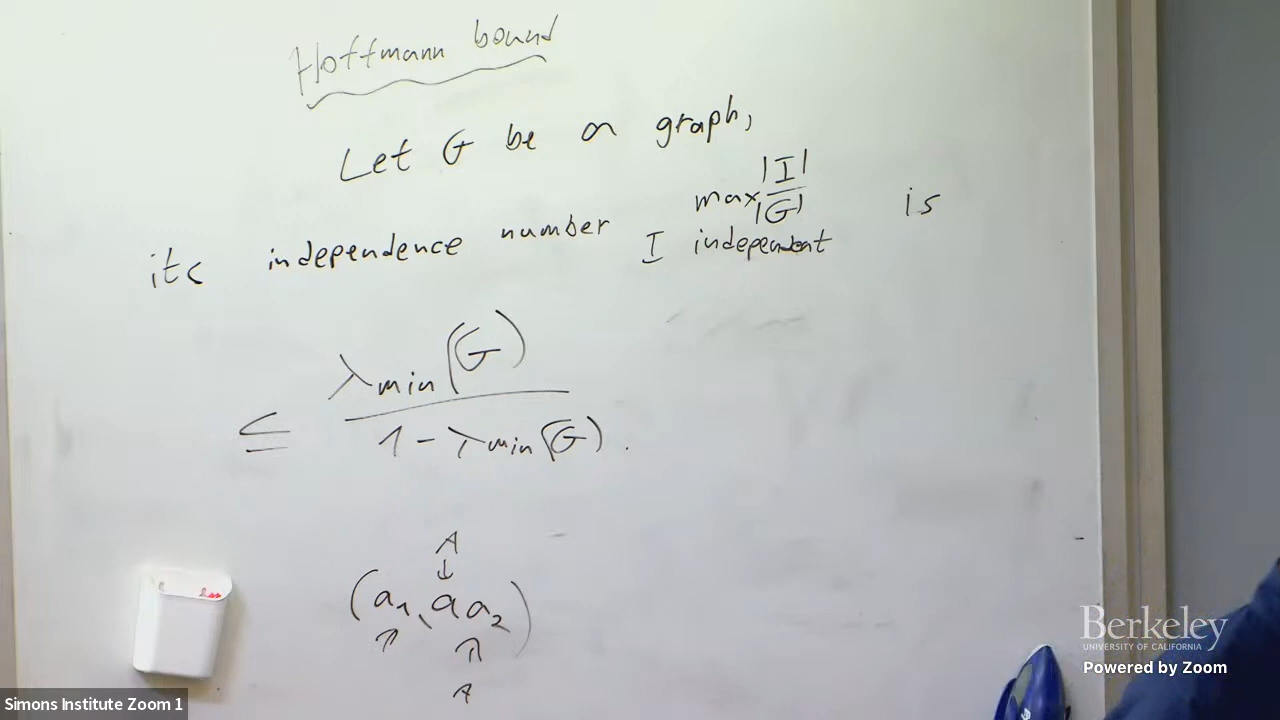 Hoffmann bound
Let G be a graph,
its independence number max |I|/|G| is
I independent
≤ λmin(G)/1-λmin(G).
A
↓
(a₁, a a₂)
↗ ↗
A
Berkeley
UNIVERSITY OF CALIFORNIA
Powered by Zoom
Simons Institute Zoom 1